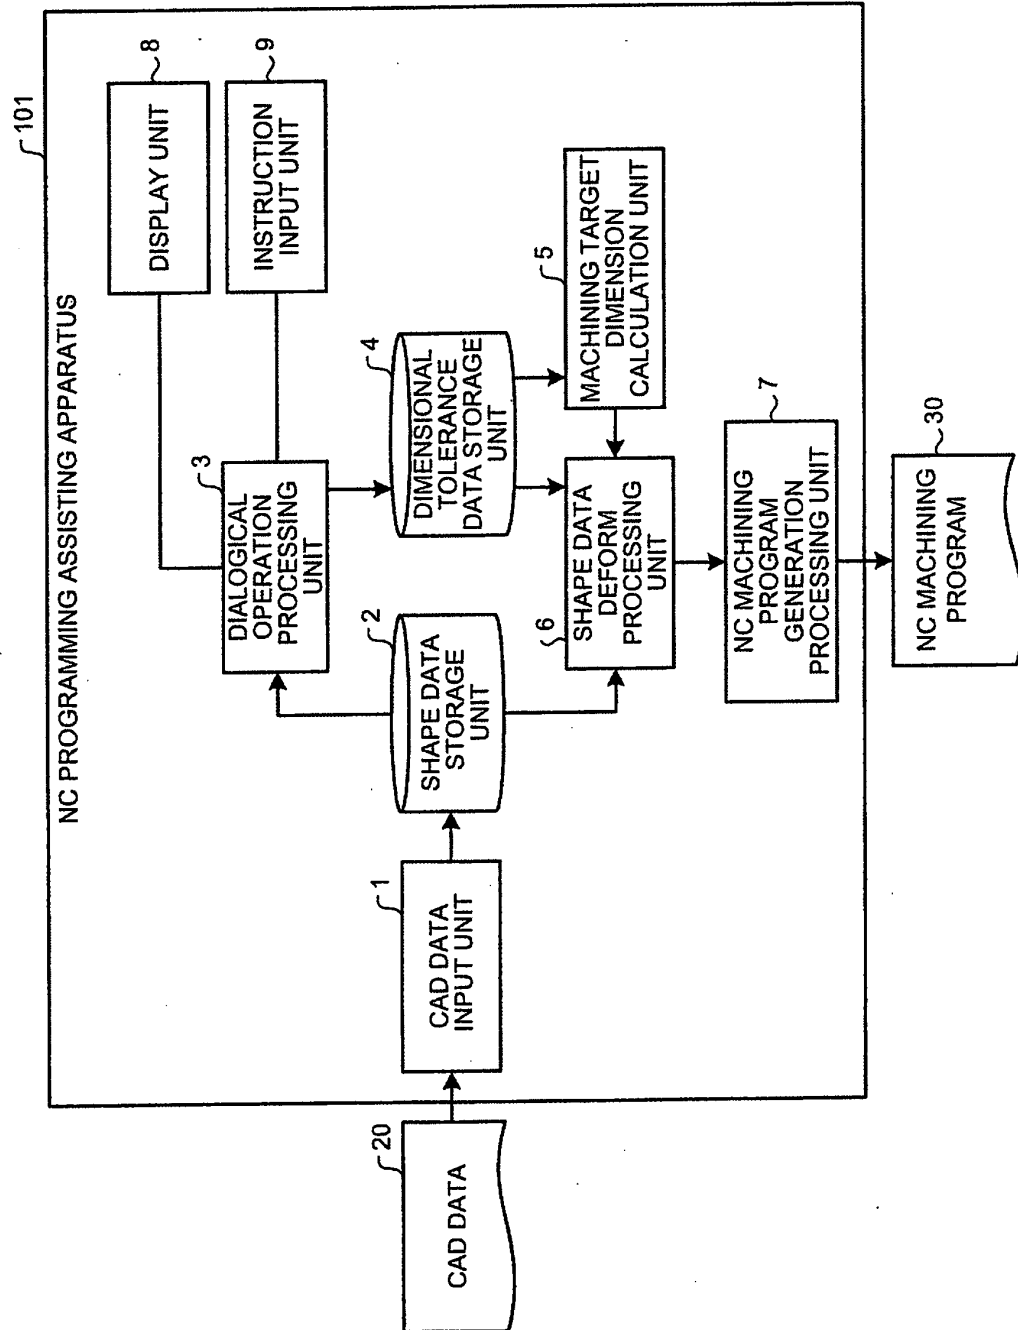 101
NC PROGRAMMING ASSISTING APPARATUS
8
DISPLAY UNIT
9
INSTRUCTION
INPUT UNIT
3
DIALOGICAL
OPERATION
PROCESSING
UNIT
20
CAD DATA
1
CAD DATA
INPUT UNIT
2
SHAPE DATA
STORAGE
UNIT
4
DIMENSIONAL
TOLERANCE
DATA STORAGE
UNIT
5
MACHINING TARGET
DIMENSION
CALCULATION UNIT
6
SHAPE DATA
DEFORM
PROCESSING
UNIT
7
NC MACHINING
PROGRAM
GENERATION
PROCESSING UNIT
30
NC MACHINING
PROGRAM